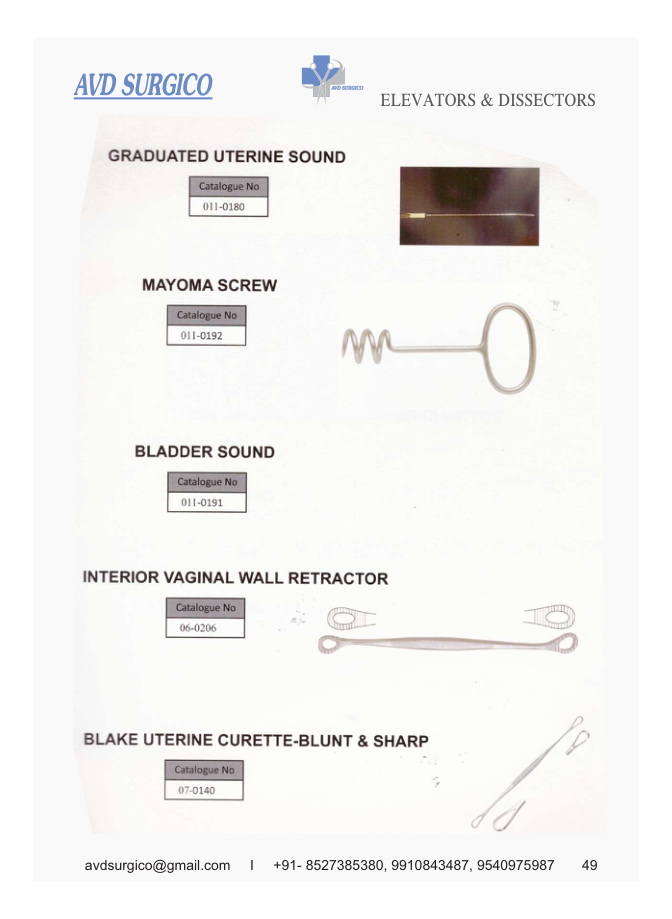 AVD SURGICO
AVD SURGICO
ELEVATORS & DISSECTORS
GRADUATED UTERINE SOUND
Catalogue No
011-0180
MAYOMA SCREW
Catalogue No
011-0192
BLADDER SOUND
Catalogue No
011-0191
INTERIOR VAGINAL WALL RETRACTOR
Catalogue No
06-0206
BLAKE UTERINE CURETTE-BLUNT & SHARP
Catalogue No
07-0140
avdsurgico@gmail.com I +91- 8527385380, 9910843487, 9540975987 49